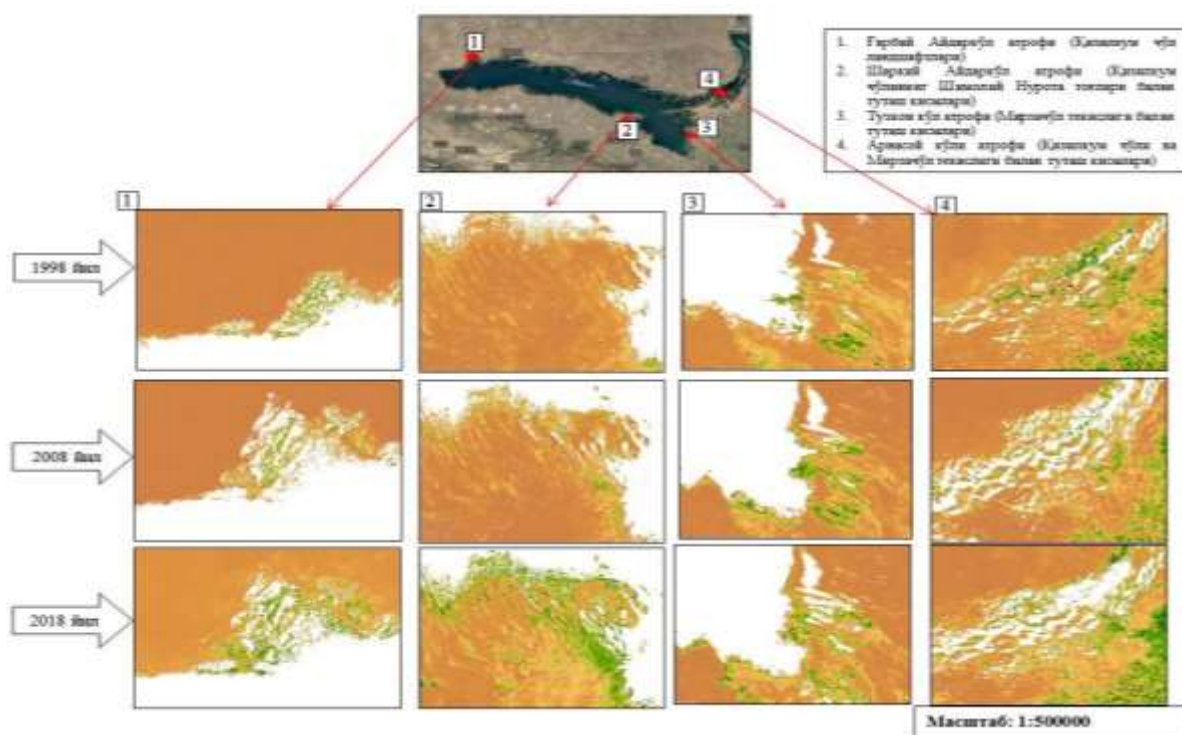 1
2
3
4
1. Ғарбий Айдаркўл атрофи (Қизилқум чўл
ландшафтлари)
2. Шарқий Айдаркўл атрофи (Қизилқум
чўлининг Шимолий Нурота тоғлари билан
туташ қисмлари)
3. Тузкон кўл атрофи (Мирзачўл текислиги билан
туташ қисмлари)
4. Арнасой кўли атрофи (Қизилқум чўли ва
Мирзачўл текислиги билан туташ қисмлари)
1
2
3
4
1998 йил
2008 йил
2018 йил
Масштаб: 1:500000